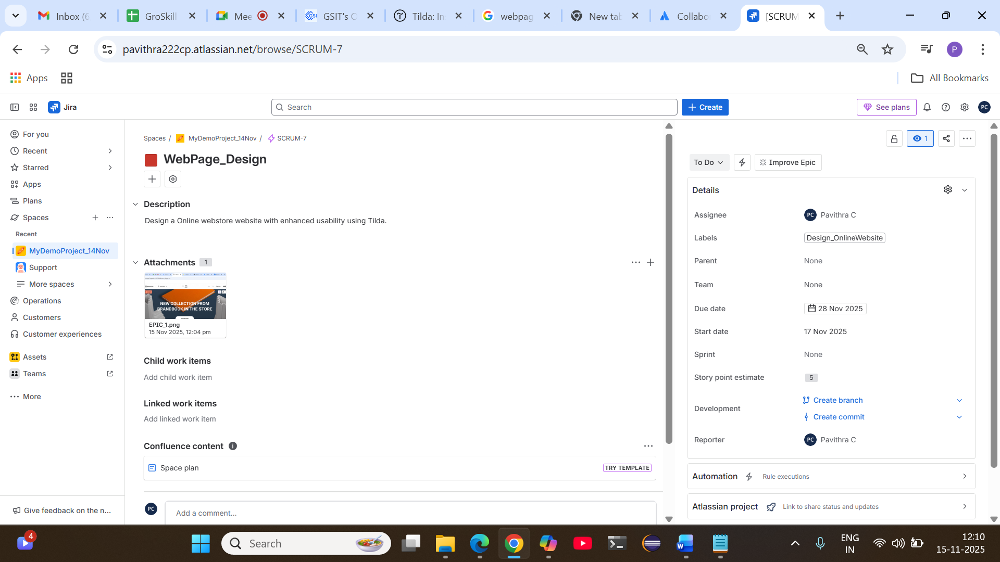 Inbox (6
GroSkill
Mee
GSIT's O
Tilda: In
webpag
New tab
Collabo
[SCRUM
pavithra222cp.atlassian.net/browse/SCRUM-7
P
Apps
All Bookmarks
Jira
Search
Create
See plans
PC
For you
Recent
Starred
Apps
Plans
Spaces
Recent
MyDemoProject_14Nov
Support
More spaces
Operations
Customers
Customer experiences
Assets
Teams
More
Give feedback on the n...
Spaces / MyDemoProject_14Nov / SCRUM-7
WebPage_Design
Description
Design a Online webstore website with enhanced usability using Tilda.
Attachments 1
NEW COLLECTION FROM
BRANDBOOK IN THE STORE
EPIC_1.png
15 Nov 2025, 12:04 pm
Child work items
Add child work item
Linked work items
Add linked work item
Confluence content
Space plan
TRY TEMPLATE
PC
Add a comment...
1
To Do
Improve Epic
Details
Assignee
PC Pavithra C
Labels
Design_OnlineWebsite
Parent
None
Team
None
Due date
28 Nov 2025
Start date
17 Nov 2025
Sprint
None
Story point estimate
5
Development
Create branch
Create commit
Reporter
PC Pavithra C
Automation Rule executions
Atlassian project Link to share status and updates
4
Search
ENG
IN
12:10
15-11-2025